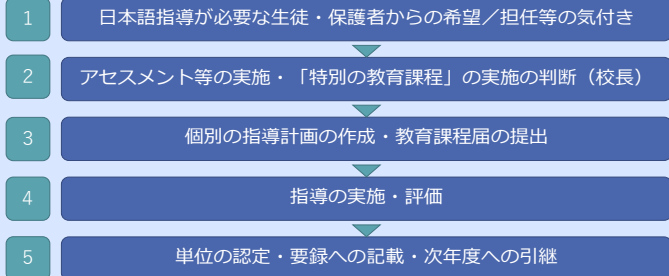 1 日本語指導が必要な生徒・保護者からの希望／担任等の気付き
2 アセスメント等の実施・「特別の教育課程」の実施の判断（校長）
3 個別の指導計画の作成・教育課程届の提出
4 指導の実施・評価
5 単位の認定・要録への記載・次年度への引継